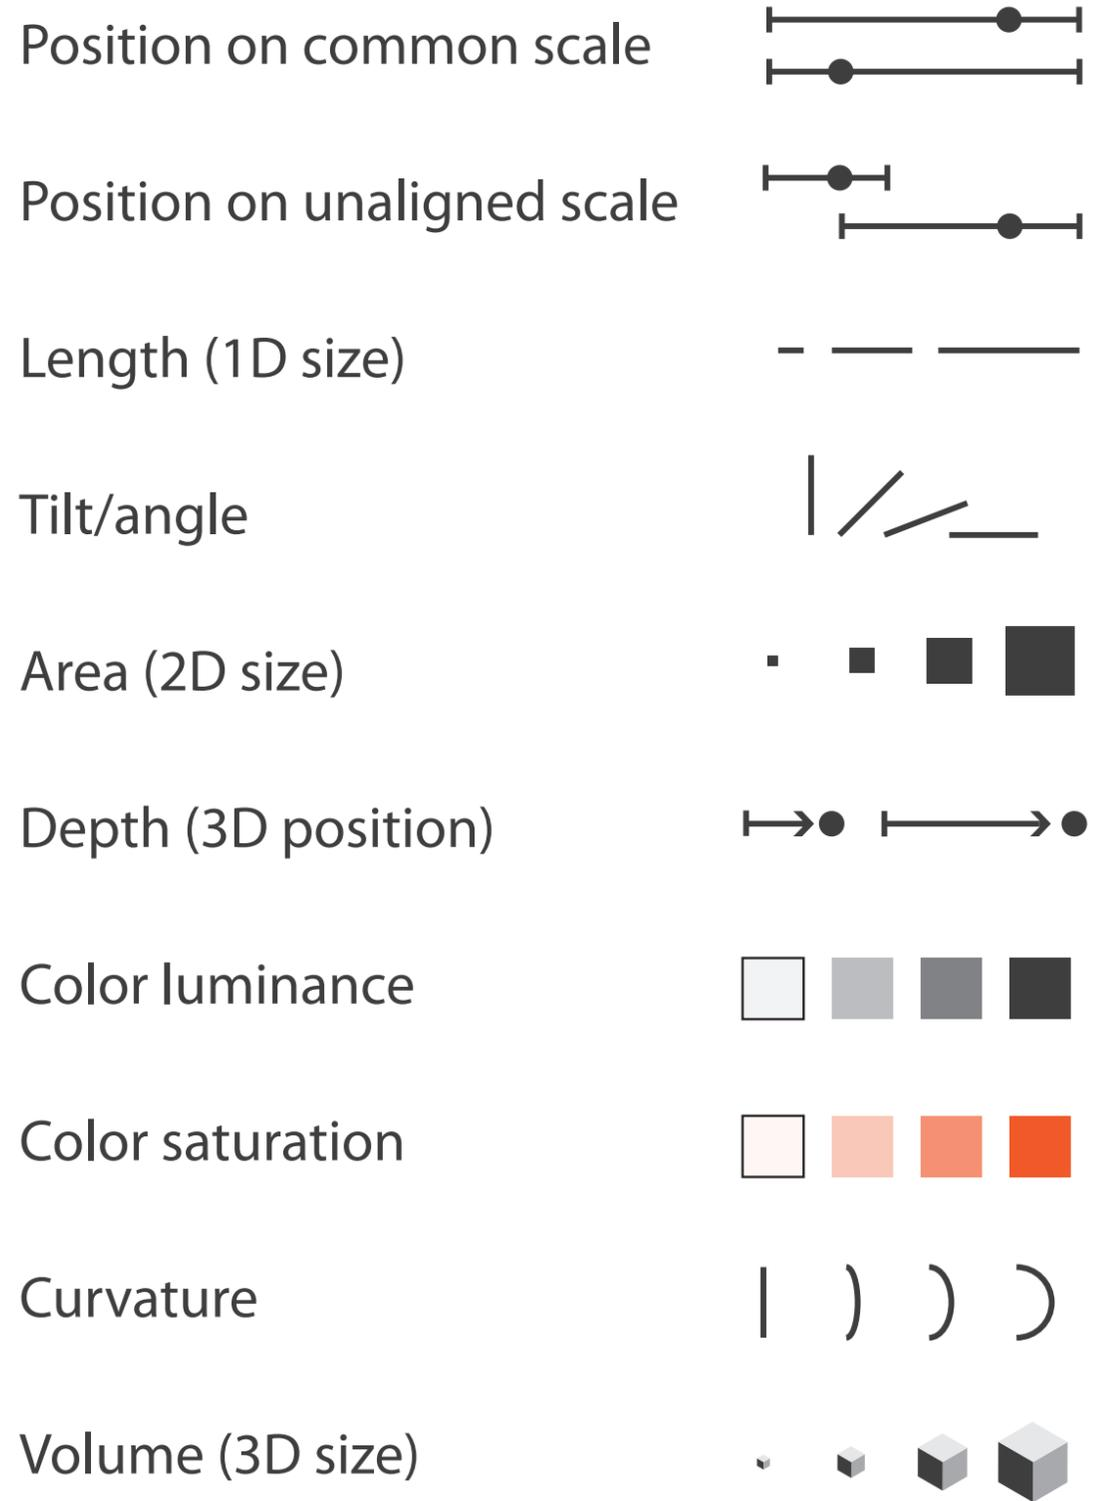 Position on common scale
Position on unaligned scale
Length (1D size)
Tilt/angle
Area (2D size)
Depth (3D position)
Color luminance
Color saturation
Curvature
Volume (3D size)